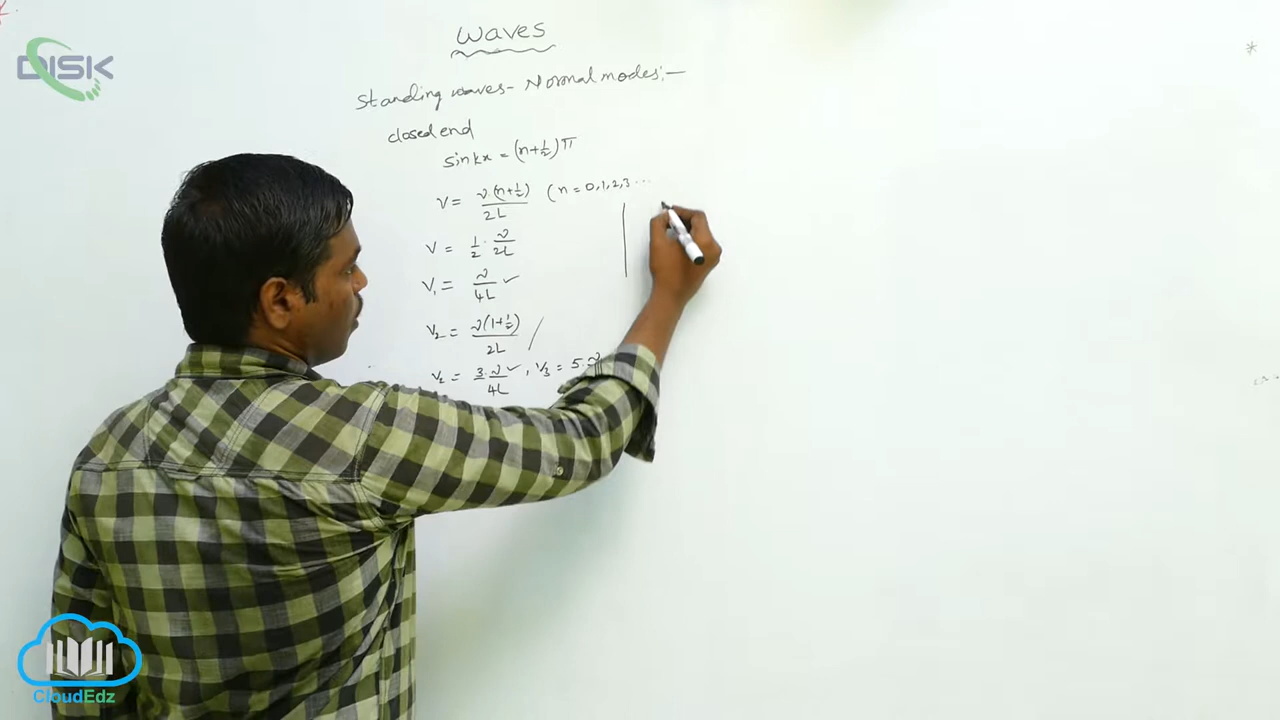 DISK
Waves
Standing waves - Normal modes:-
closed end
sin kx = (n+1/2)π
ν = v(n+1/2)/2L (n = 0,1,2,3...
ν = 1/2 · v/2L
ν₁ = v/4L ✓
ν₂ = v(1+1/2)/2L /
ν₂ = 3·v/4L ✓, ν₃ = 5·v
CloudEdz